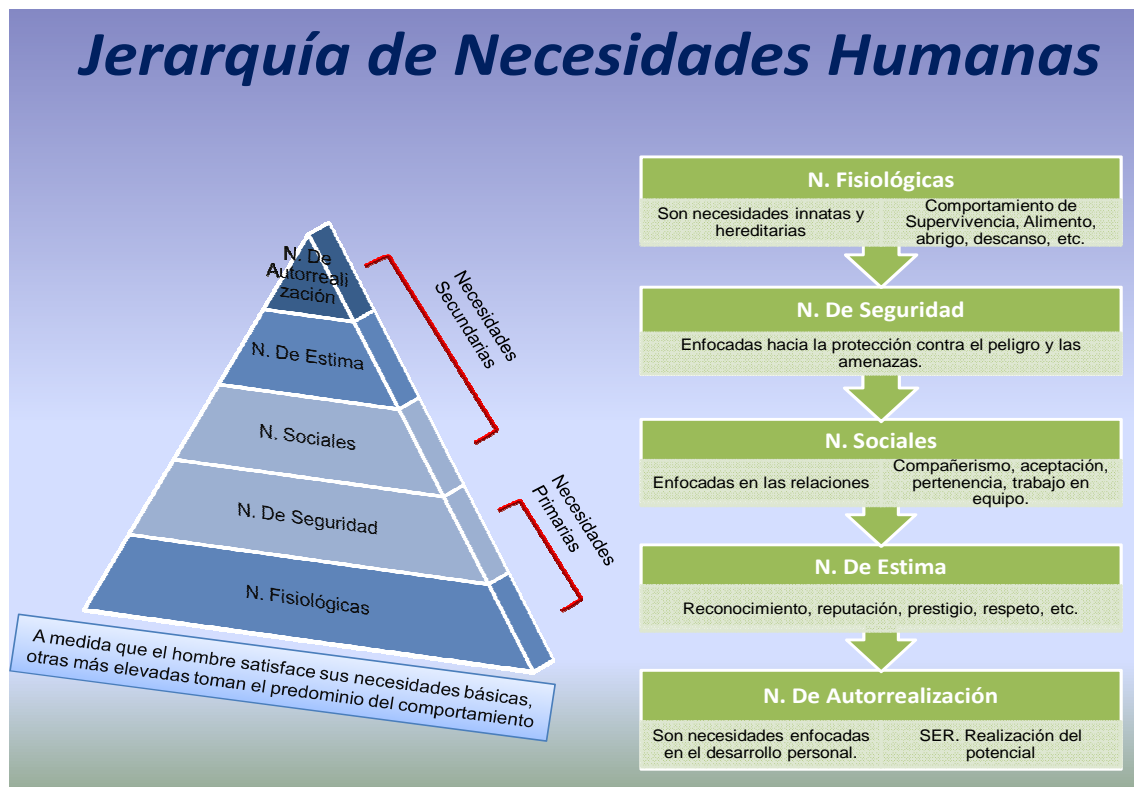 Jerarquía de Necesidades Humanas
N. De
Autorreali
zación
N. De Estima
N. Sociales
N. De Seguridad
N. Fisiológicas
Necesidades
Secundarias
Necesidades
Primarias
A medida que el hombre satisface sus necesidades básicas,
otras más elevadas toman el predominio del comportamiento
N. Fisiológicas
Son necesidades innatas y
hereditarias
Comportamiento de
Supervivencia, Alimento,
abrigo, descanso, etc.
N. De Seguridad
Enfocadas hacia la protección contra el peligro y las
amenazas.
N. Sociales
Enfocadas en las relaciones
Compañerismo, aceptación,
pertenencia, trabajo en
equipo.
N. De Estima
Reconocimiento, reputación, prestigio, respeto, etc.
N. De Autorrealización
Son necesidades enfocadas
en el desarrollo personal.
SER. Realización del
potencial